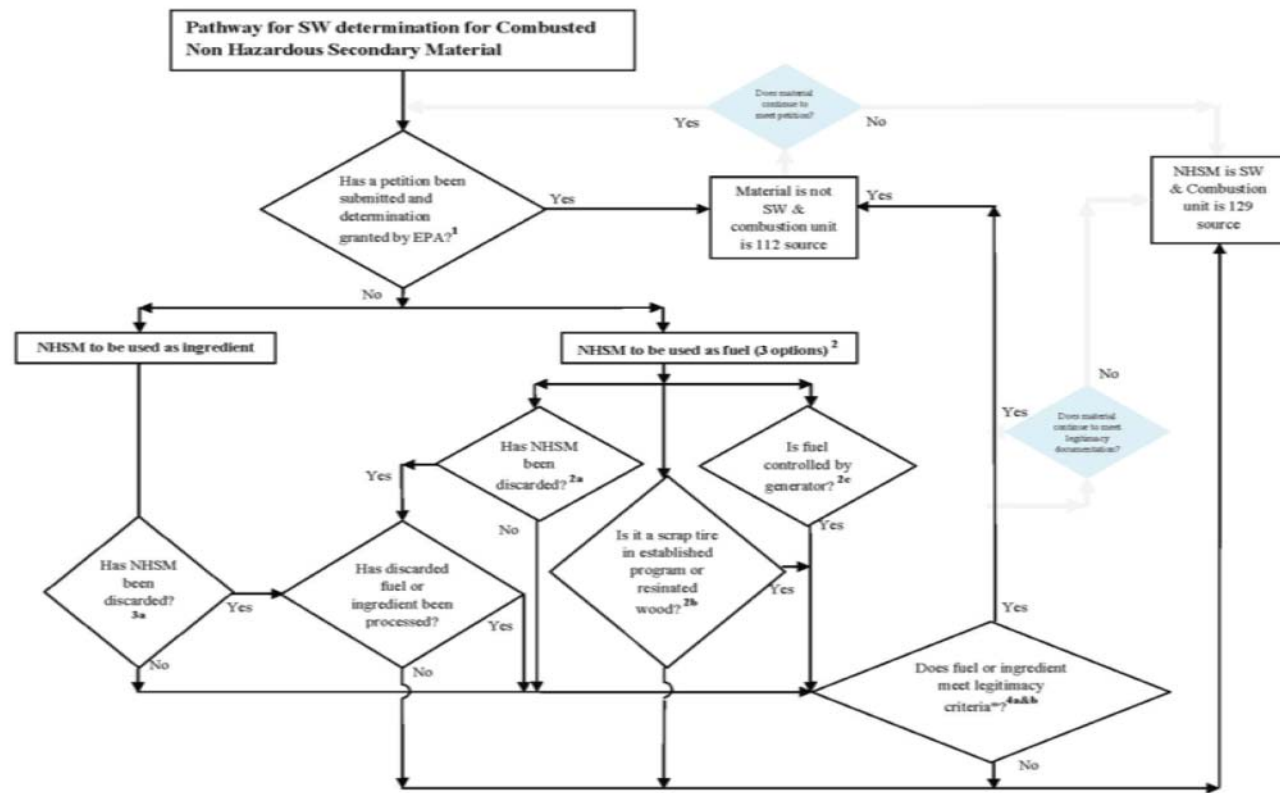 Pathway for SW determination for Combusted
Non Hazardous Secondary Material
Does material
continue to
meet petition?
Yes
No
Has a petition been
submitted and
determination
granted by EPA?1
Yes
Material is not
SW &
combustion unit
is 112 source
Yes
NHSM is SW
& Combustion
unit is 129
source
No
NHSM to be used as ingredient
NHSM to be used as fuel (3 options) 2
No
Does material
continue to meet
legitimacy
documentation?
Yes
Has NHSM
been
discarded? 2a
Yes
No
Is fuel
controlled by
generator? 2c
Yes
Is it a scrap tire
in established
program or
resinated
wood? 2b
Yes
Has NHSM
been
discarded?
3a
Yes
No
Has discarded
fuel or
ingredient been
processed?
Yes
No
Yes
Does fuel or ingredient
meet legitimacy
criteria*?4a&b
No